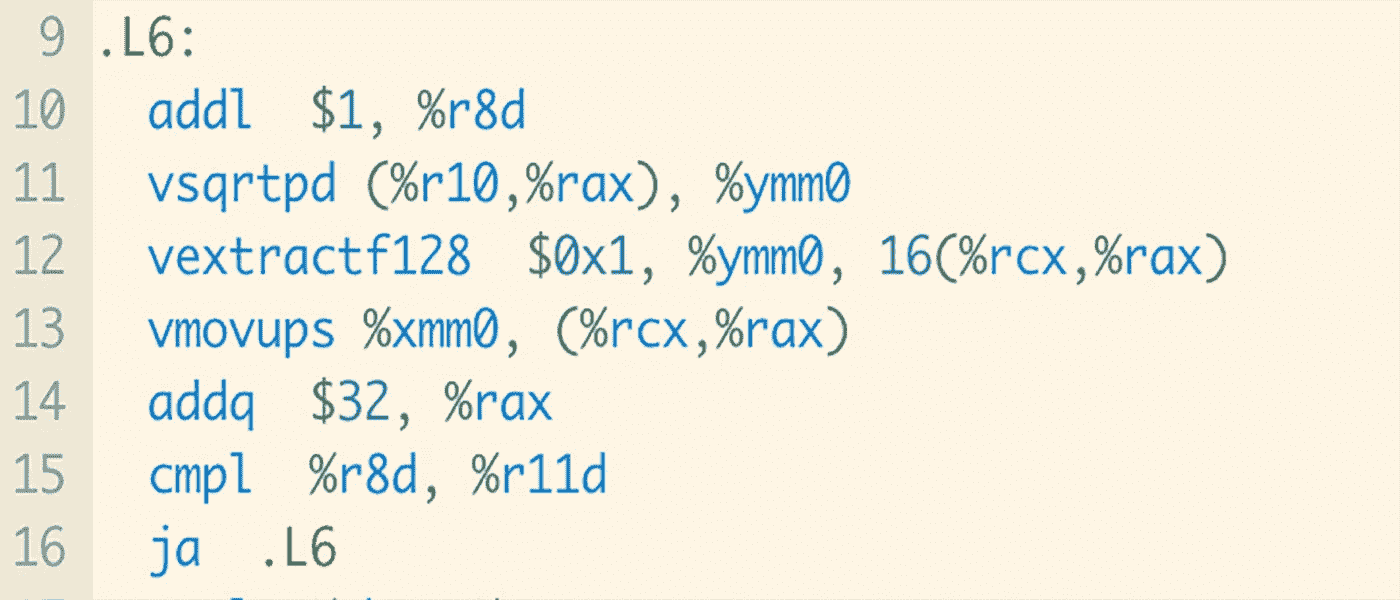 9 .L6:
10 addl $1, %r8d
11 vsqrtpd (%r10,%rax), %ymm0
12 vextractf128 $0x1, %ymm0, 16(%rcx,%rax)
13 vmovups %xmm0, (%rcx,%rax)
14 addq $32, %rax
15 cmpl %r8d, %r11d
16 ja .L6